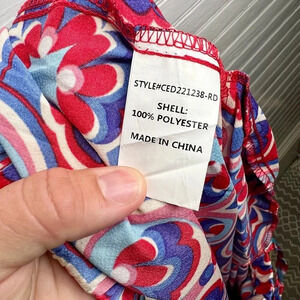 STYLE#CED221238-RD
SHELL:
100% POLYESTER
MADE IN CHINA